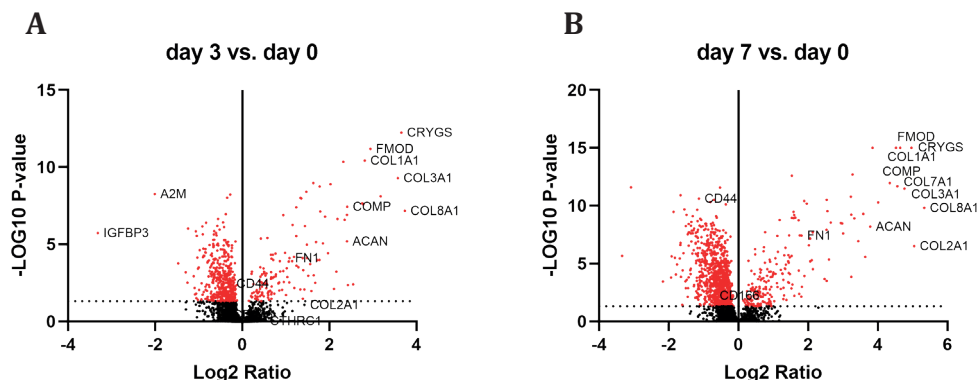 A
day 3 vs. day 0
-LOG10 P-value
15
10
5
0
-4
-2
0
2
4
Log2 Ratio
CRYGS
FMOD
COL1A1
COL3A1
A2M
COMP
COL8A1
IGFBP3
ACAN
FN1
CD44
COL2A1
CTHRC1
B
day 7 vs. day 0
-LOG10 P-value
20
15
10
5
0
-4
-2
0
2
4
6
Log2 Ratio
FMOD
CRYGS
COL1A1
COL7A1
CD44
COL3A1
COMP
COL8A1
ACAN
FN1
COL2A1
CD166